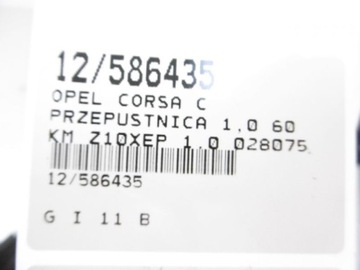 12/586435
OPEL CORSA C
PRZEPUSTNICA 1,0 60
KM Z10XEP 1.0 028075
12/586435
G I 11 B